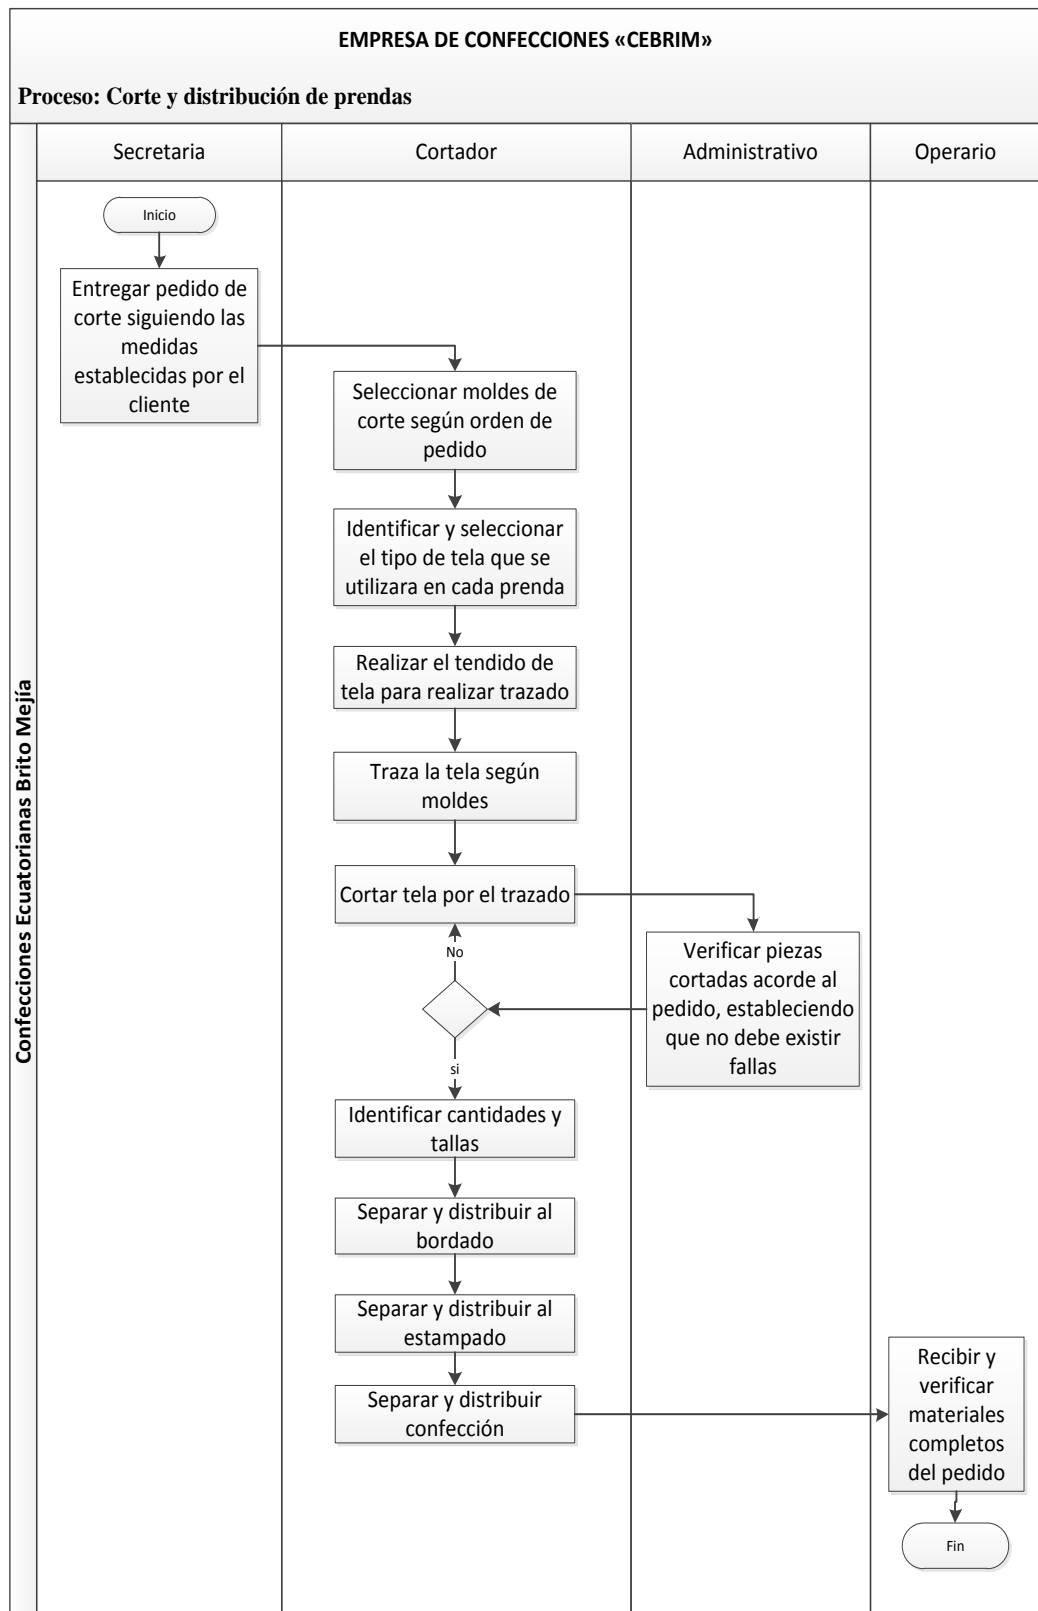 EMPRESA DE CONFECCIONES «CEBRIM»
Proceso: Corte y distribución de prendas
Confecciones Ecuatorianas Brito Mejía
Secretaria
Cortador
Administrativo
Operario
Inicio
Entregar pedido de
corte siguiendo las
medidas
establecidas por el
cliente
Seleccionar moldes de
corte según orden de
pedido
Identificar y seleccionar
el tipo de tela que se
utilizara en cada prenda
Realizar el tendido de
tela para realizar trazado
Traza la tela según
moldes
Cortar tela por el trazado
Verificar piezas
cortadas acorde al
pedido, estableciendo
que no debe existir
fallas
No
si
Identificar cantidades y
tallas
Separar y distribuir al
bordado
Separar y distribuir al
estampado
Separar y distribuir
confección
Recibir y
verificar
materiales
completos
del pedido
Fin